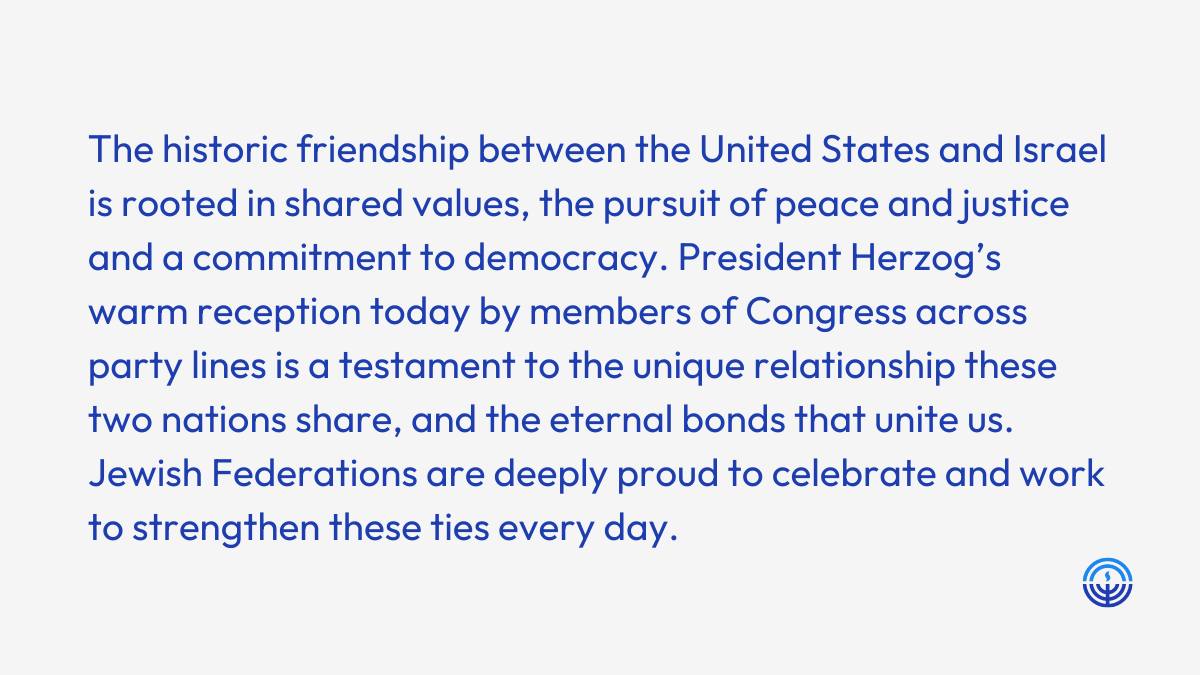 The historic friendship between the United States and Israel
is rooted in shared values, the pursuit of peace and justice
and a commitment to democracy. President Herzog’s
warm reception today by members of Congress across
party lines is a testament to the unique relationship these
two nations share, and the eternal bonds that unite us.
Jewish Federations are deeply proud to celebrate and work
to strengthen these ties every day.